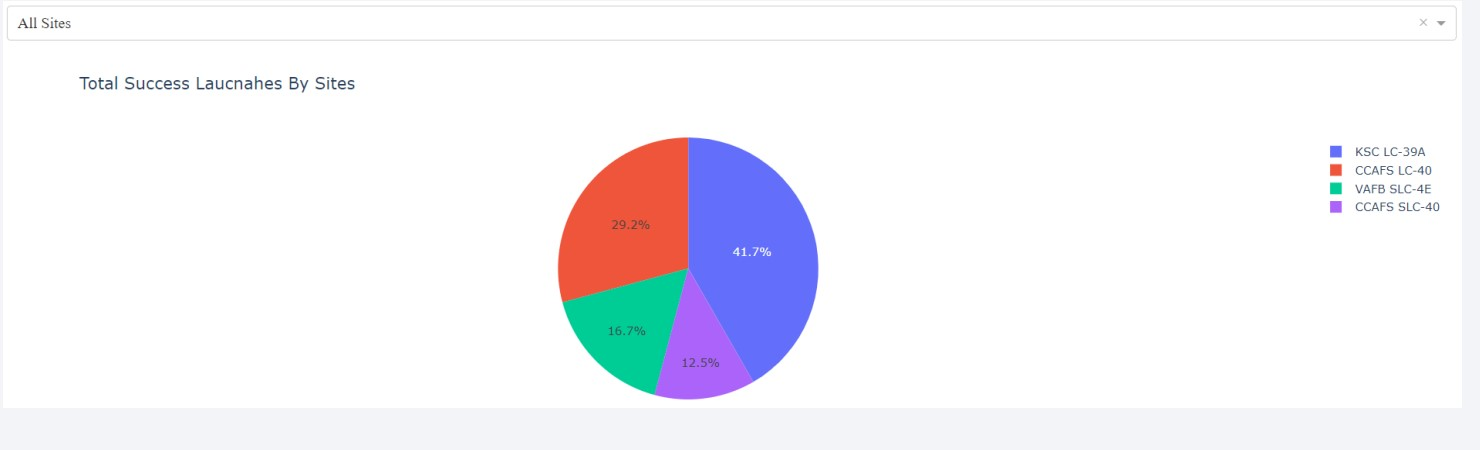 All Sites
Total Success Laucnahes By Sites
KSC LC-39A
CCAFS LC-40
VAFB SLC-4E
CCAFS SLC-40
29.2%
41.7%
16.7%
12.5%